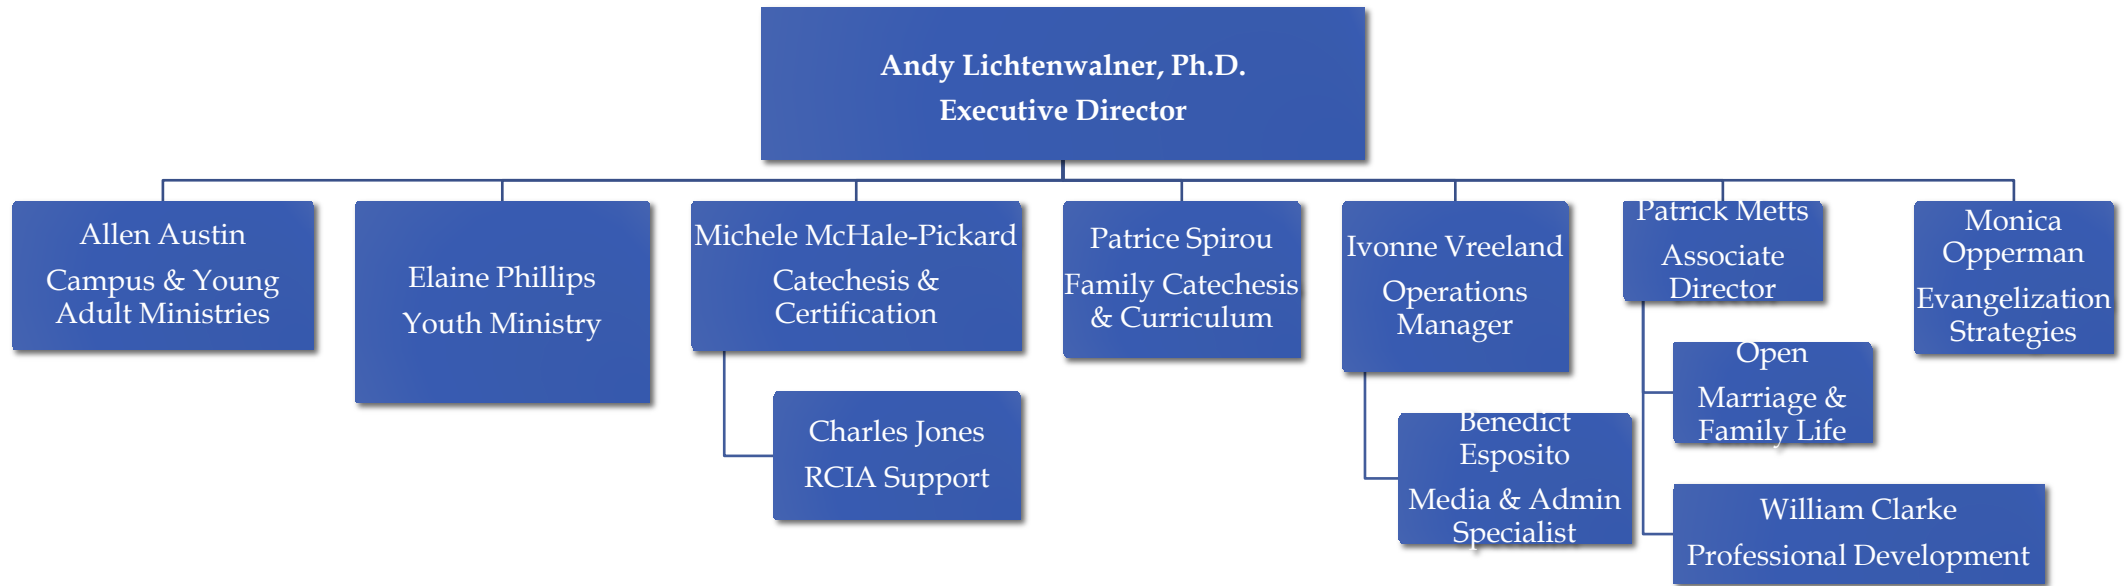 Andy Lichtenwalner, Ph.D.
Executive Director
Allen Austin
Campus & Young
Adult Ministries
Elaine Phillips
Youth Ministry
Michele McHale-Pickard
Catechesis &
Certification
Charles Jones
RCIA Support
Patrice Spirou
Family Catechesis
& Curriculum
Ivonne Vreeland
Operations
Manager
Benedict
Esposito
Media & Admin
Specialist
Patrick Metts
Associate
Director
Open
Marriage &
Family Life
William Clarke
Professional Development
Monica
Opperman
Evangelization
Strategies